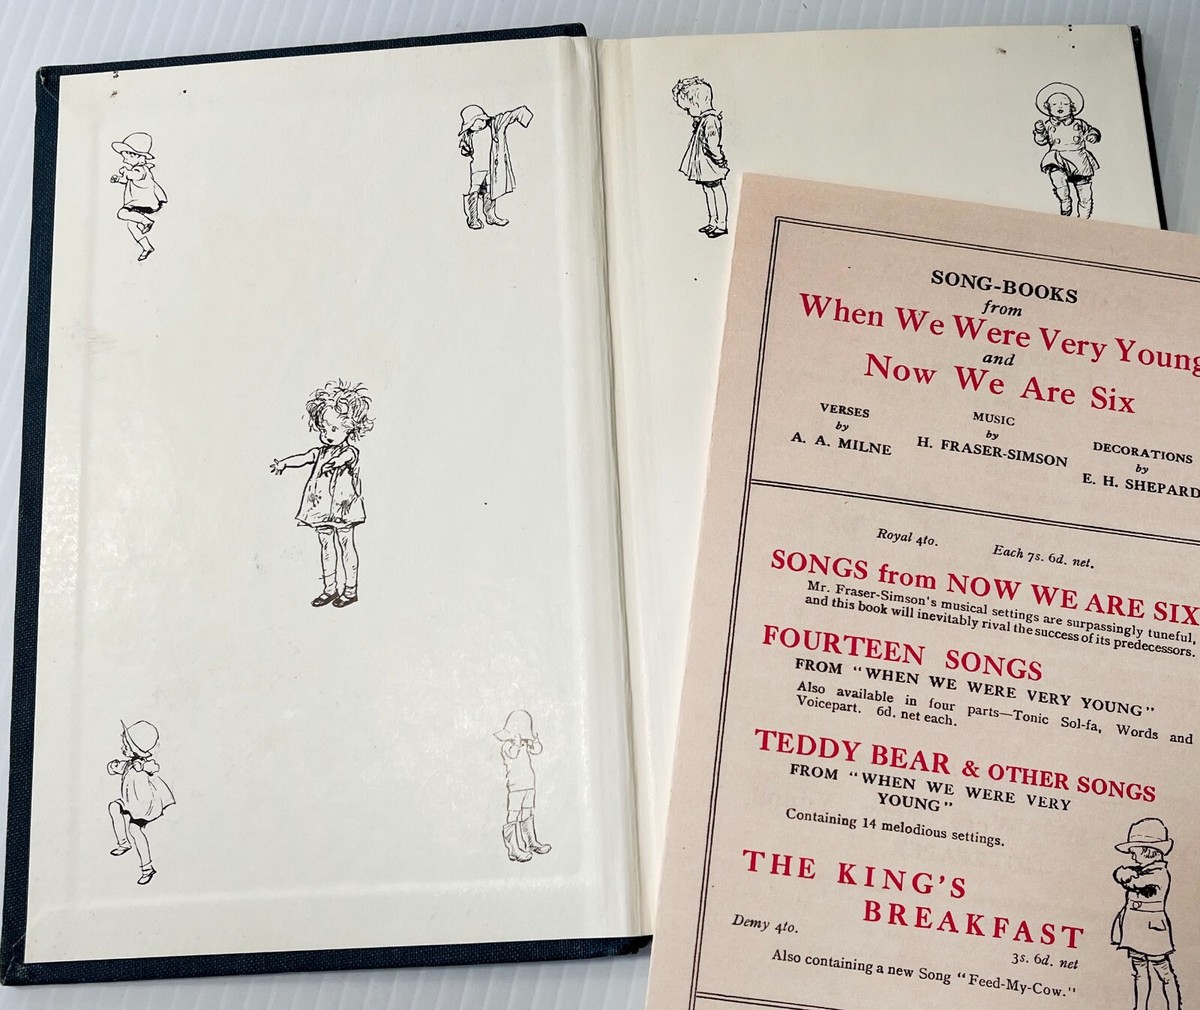 SONG-BOOKS
from
When We Were Very Young
and
Now We Are Six
VERSES
by
A. A. MILNE
MUSIC
by
H. FRASER-SIMSON
DECORATIONS
by
E. H. SHEPARD
Royal 4to. Each 7s. 6d. net.
SONGS from NOW WE ARE SIX
Mr. Fraser-Simson's musical settings are surpassingly tuneful,
and this book will inevitably rival the success of its predecessors.
FOURTEEN SONGS
FROM "WHEN WE WERE VERY YOUNG"
Also available in four parts—Tonic Sol-fa, Words and
Voicepart. 6d. net each.
TEDDY BEAR & OTHER SONGS
FROM "WHEN WE WERE VERY
YOUNG"
Containing 14 melodious settings.
THE KING'S
BREAKFAST
Demy 4to. 3s. 6d. net
Also containing a new Song "Feed-My-Cow."